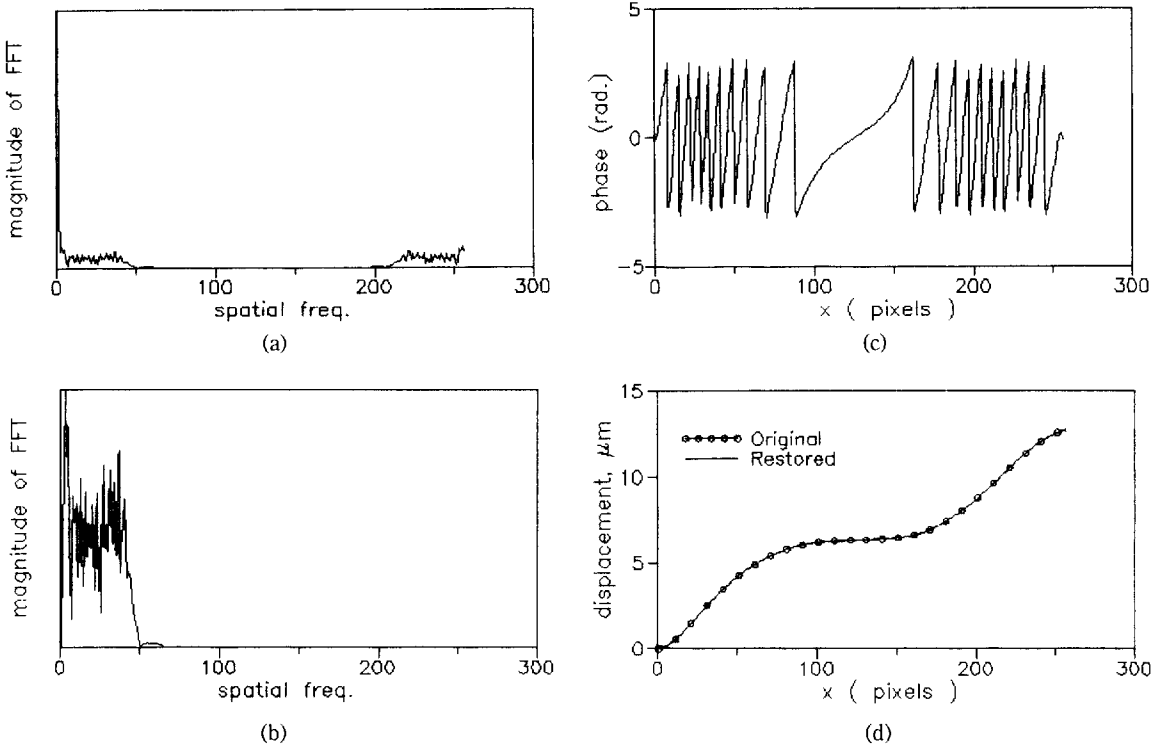 magnitude of FFT
0
100
200
300
spatial freq.
(a)
magnitude of FFT
0
100
200
300
spatial freq.
(b)
phase (rad.)
5
0
−5
0
100
200
300
x ( pixels )
(c)
displacement, μm
15
10
5
0
Original
Restored
0
100
200
300
x ( pixels )
(d)